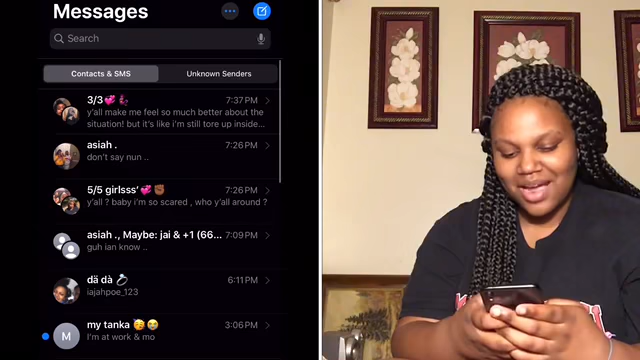 Messages
Search
Contacts & SMS
Unknown Senders
3/3💞💃🏾 7:37 PM
y'all make me feel so much better about the
situation! but it's like i'm still tore up inside...
asiah . 7:26 PM
don't say nun ..
5/5 girlsss'💞✊🏾 7:26 PM
y'all ? baby i'm so scared , who y'all around ?
asiah ., Maybe: jai & +1 (66... 7:09 PM
guh ian know ..
dä dà 💍 6:11 PM
iajahpoe_123
my tanka 🥳😭 3:06 PM
M
I'm at work & mo